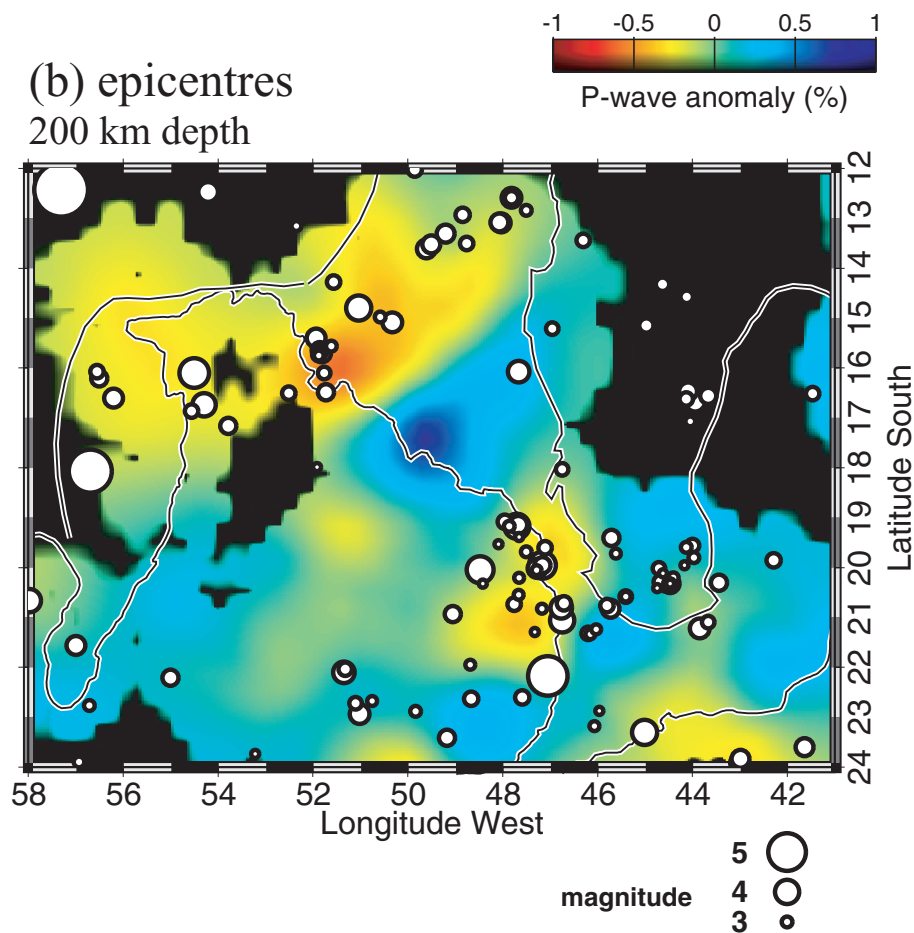 -1 -0.5 0 0.5 1
P-wave anomaly (%)
(b) epicentres
200 km depth
12
13
14
15
16
17
18
19
20
21
22
23
24
Latitude South
58 56 54 52 50 48 46 44 42
Longitude West
5
magnitude 4
3